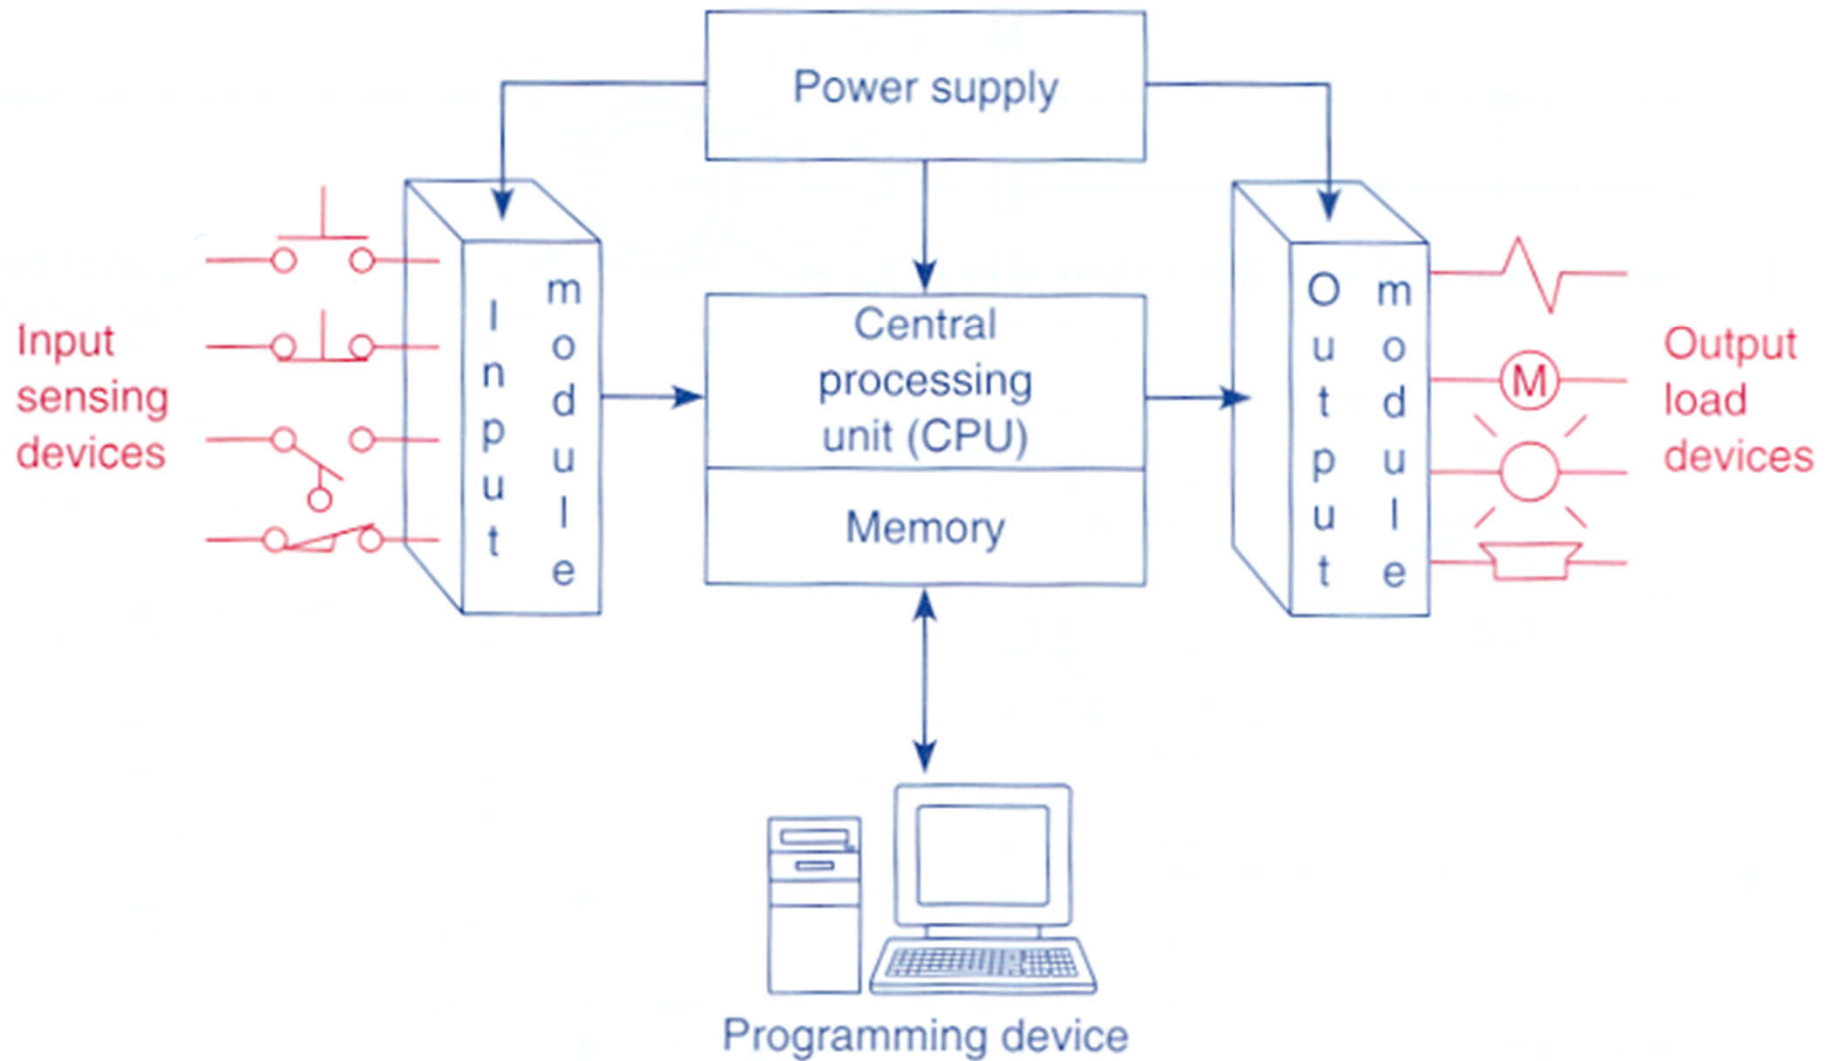 Power supply
Input
sensing
devices
Input
module
Central
processing
unit (CPU)
Memory
Output
module
M
Output
load
devices
Programming device